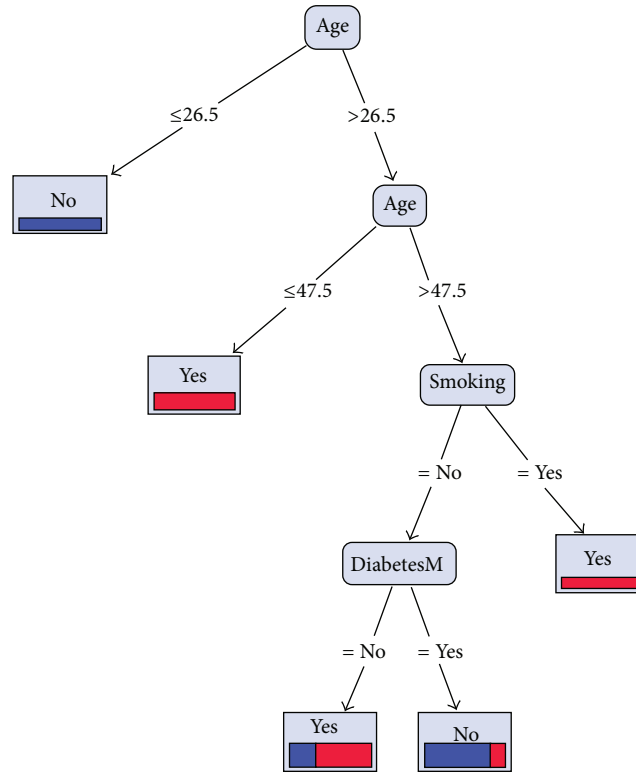 Age
≤26.5
>26.5
No
Age
≤47.5
>47.5
Yes
Smoking
= No
= Yes
DiabetesM
Yes
= No
= Yes
Yes
No